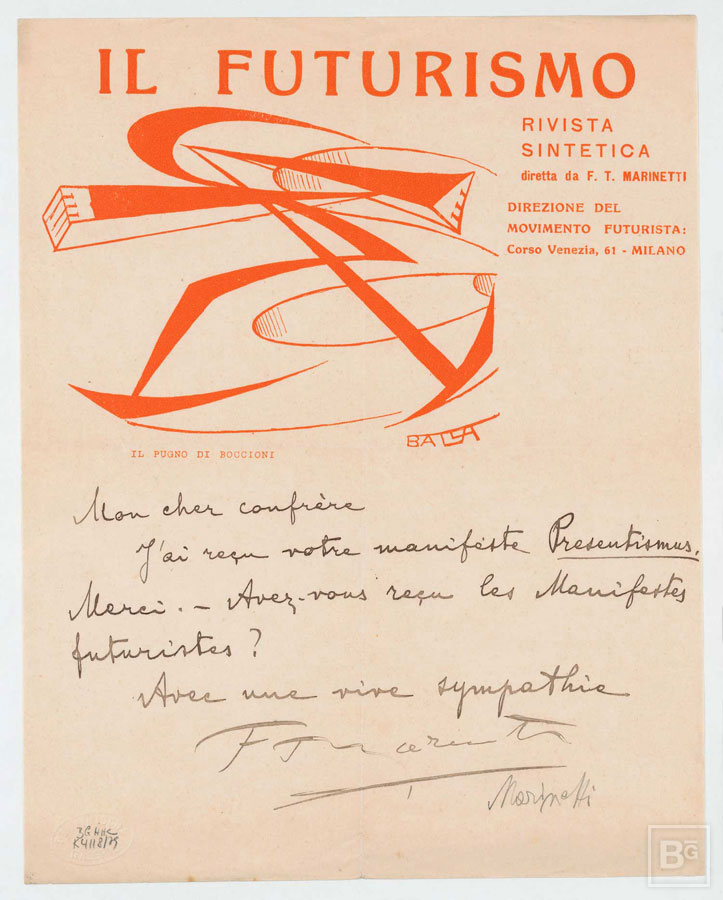 IL FUTURISMO
RIVISTA
SINTETICA
diretta da F. T. MARINETTI
DIREZIONE DEL
MOVIMENTO FUTURISTA:
Corso Venezia, 61 - MILANO
BALLA
IL PUGNO DI BOCCIONI
Mon cher confrère
J'ai reçu votre manifeste Presentismus.
Merci. – Avez-vous reçu les Manifestes
futuristes ?
Avec une vive sympathie
F T Marinetti
Marinetti
BG